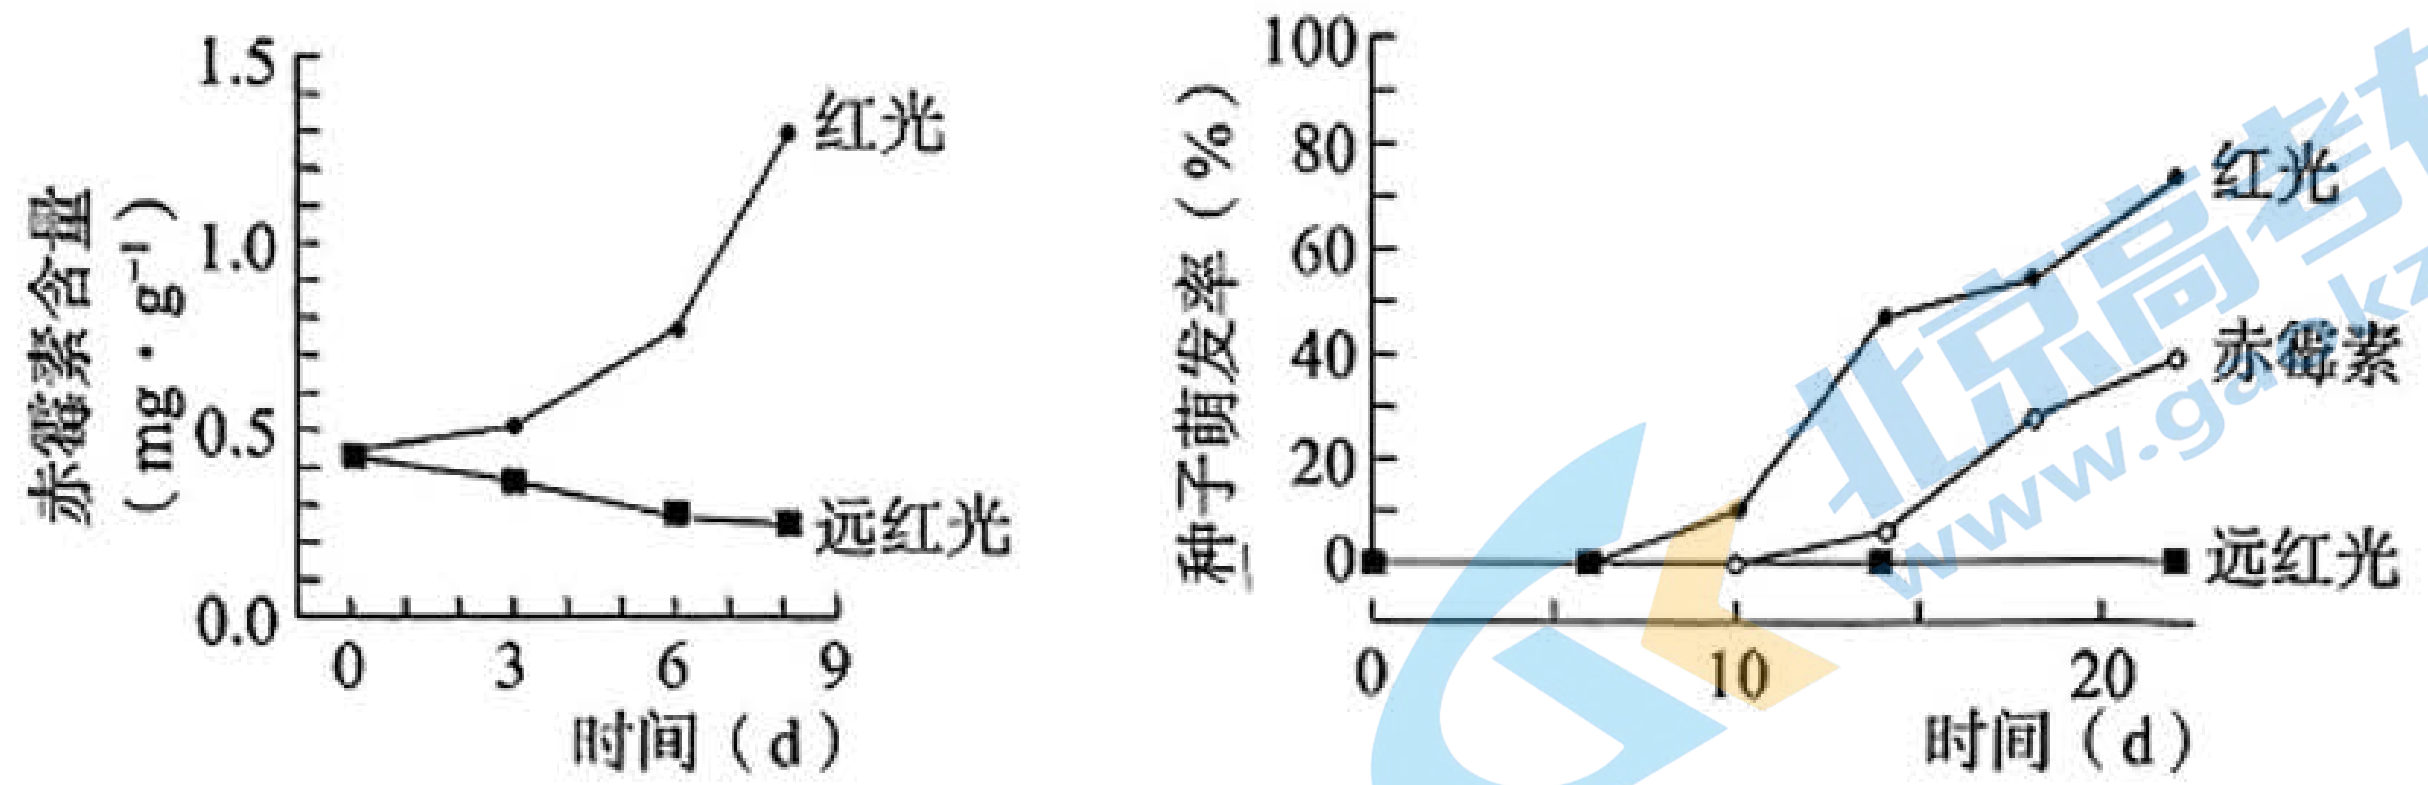 赤霉素含量
(mg·g⁻¹)
1.5
1.0
0.5
0.0
0 3 6 9
时间(d)
红光
远红光
种子萌发率(%)
100
80
60
40
20
0
0 10 20
时间(d)
红光
赤霉素
远红光
北京高考
www.gaokz